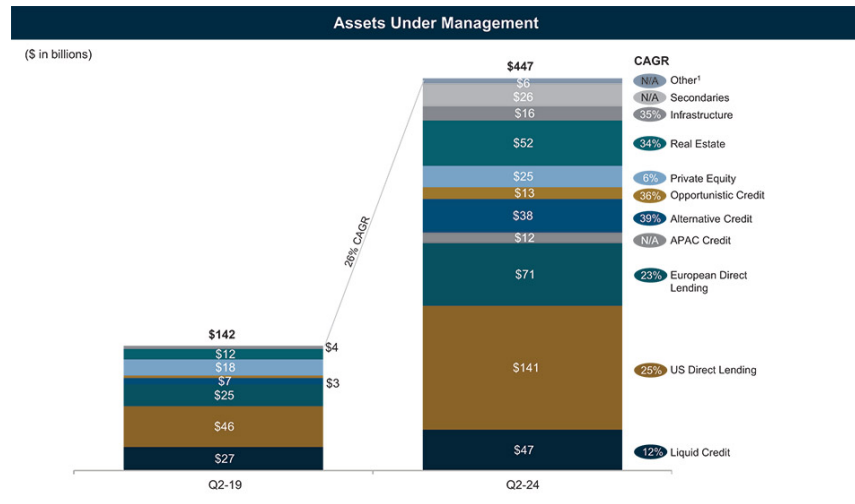 Assets Under Management
($ in billions)
$447
CAGR
$6
N/A Other¹
$26
N/A Secondaries
$16
35% Infrastructure
$52
34% Real Estate
$25
6% Private Equity
$13
36% Opportunistic Credit
$38
39% Alternative Credit
26% CAGR
$12
N/A APAC Credit
$71
23% European Direct
Lending
$142
$4
$12
$18
$3
$7
$25
$141
25% US Direct Lending
$46
$47
12% Liquid Credit
$27
Q2-19
Q2-24